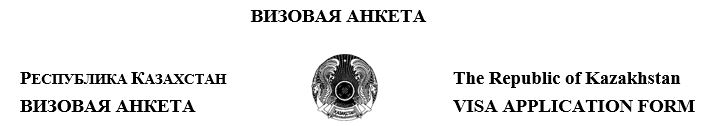 ВИЗОВАЯ АНКЕТА
РЕСПУБЛИКА КАЗАХСТАН
The Republic of Kazakhstan
ВИЗОВАЯ АНКЕТА
VISA APPLICATION FORM